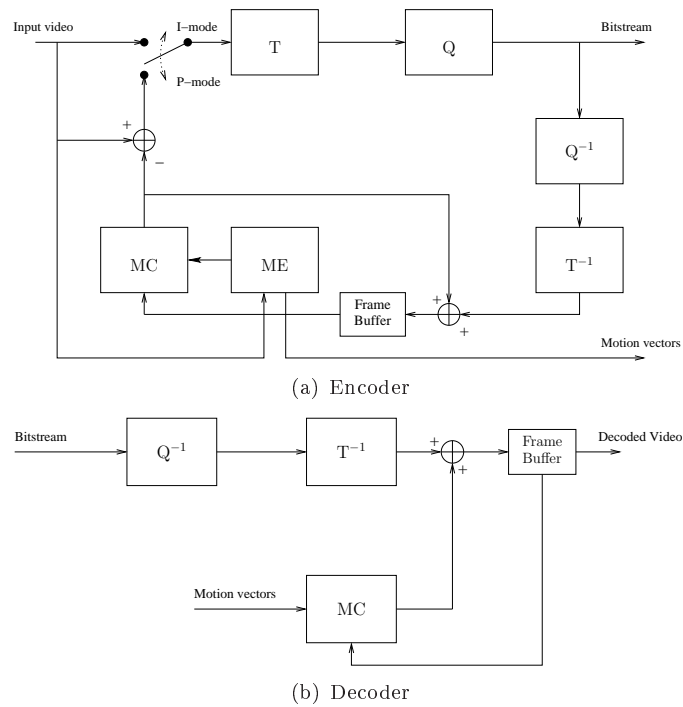 Input video
I−mode
T
Q
Bitstream
P−mode
+
−
Q−1
MC
ME
T−1
Frame
Buffer
+
+
Motion vectors
(a) Encoder
Bitstream
Q−1
T−1
+
+
Frame
Buffer
Decoded Video
Motion vectors
MC
(b) Decoder